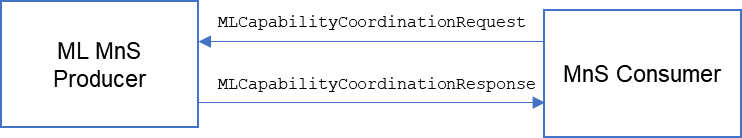 MLCapabilityCoordinationRequest
ML MnS
Producer
MnS Consumer
MLCapabilityCoordinationResponse